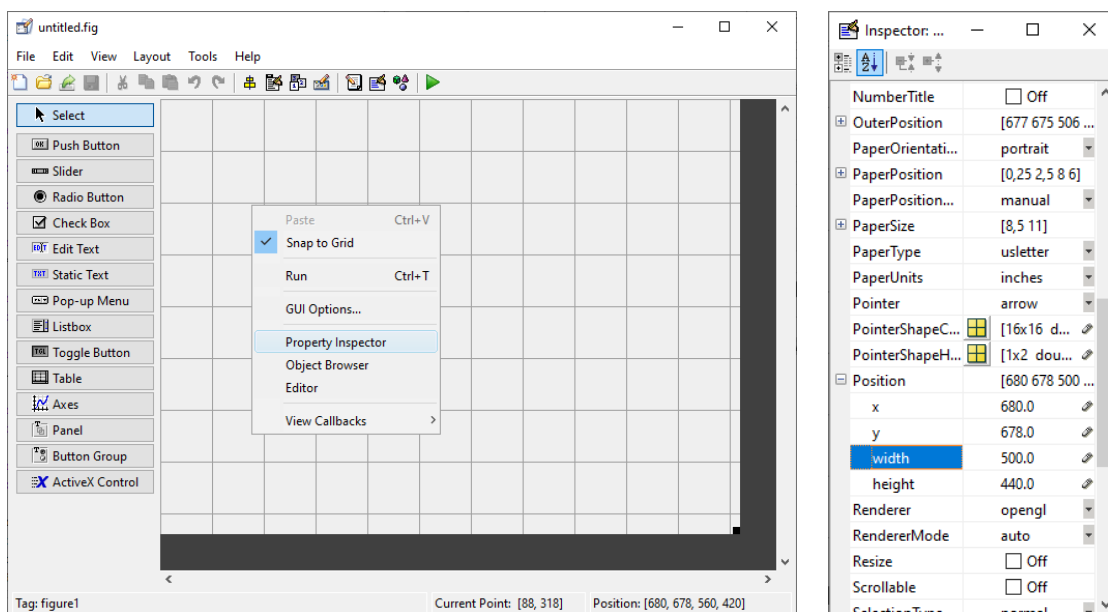 untitled.fig
File Edit View Layout Tools Help
Select
OK Push Button
Slider
Radio Button
Check Box
EDIT Edit Text
TXT Static Text
Pop-up Menu
Listbox
TGL Toggle Button
Table
Axes
Panel
Button Group
ActiveX Control
Paste Ctrl+V
Snap to Grid
Run Ctrl+T
GUI Options...
Property Inspector
Object Browser
Editor
View Callbacks
Tag: figure1
Current Point: [88, 318]
Position: [680, 678, 560, 420]
Inspector: ...
NumberTitle Off
OuterPosition [677 675 506 ...
PaperOrientati... portrait
PaperPosition [0,25 2,5 8 6]
PaperPosition... manual
PaperSize [8,5 11]
PaperType usletter
PaperUnits inches
Pointer arrow
PointerShapeC... [16x16 d...
PointerShapeH... [1x2 dou...
Position [680 678 500 ...
x 680.0
y 678.0
width 500.0
height 440.0
Renderer opengl
RendererMode auto
Resize Off
Scrollable Off
SelectionType normal